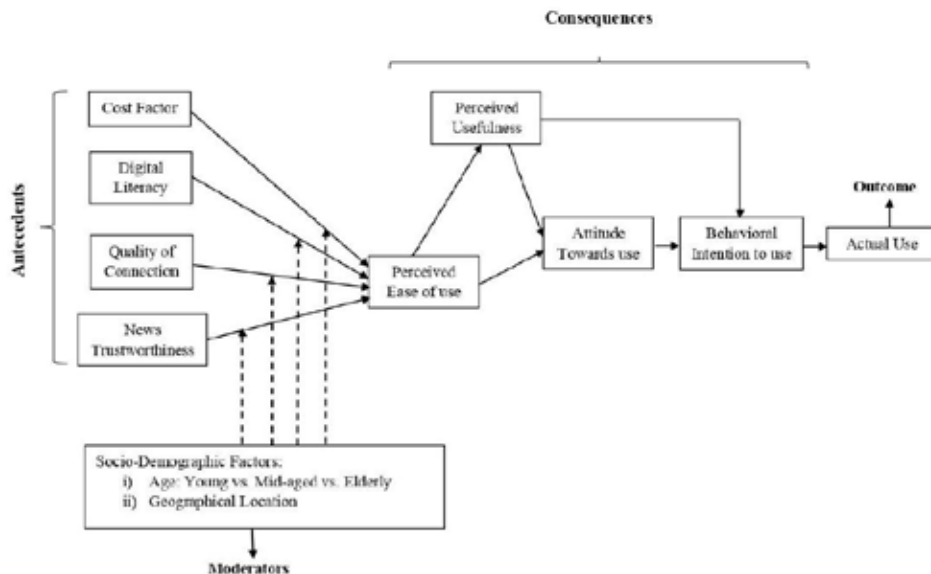 Consequences
Antecedents
Cost Factor
Digital
Literacy
Quality of
Connection
News
Trustworthiness
Perceived
Ease of use
Perceived
Usefulness
Attitude
Towards use
Behavioral
Intention to use
Outcome
Actual Use
Socio-Demographic Factors:
i) Age: Young vs. Mid-aged vs. Elderly
ii) Geographical Location
Moderators